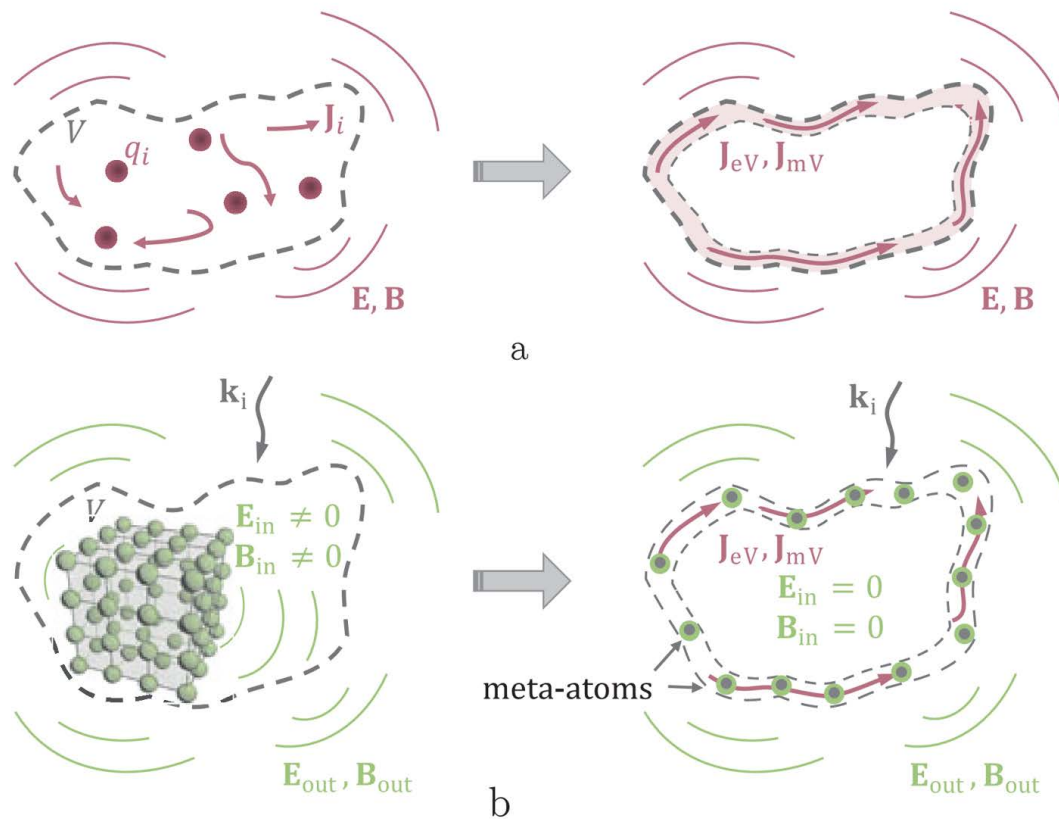 V
q_i
J_i
E, B
J_eV, J_mV
E, B
a
k_i
V
E_in ≠ 0
B_in ≠ 0
E_out, B_out
k_i
J_eV, J_mV
E_in = 0
B_in = 0
meta-atoms
E_out, B_out
b